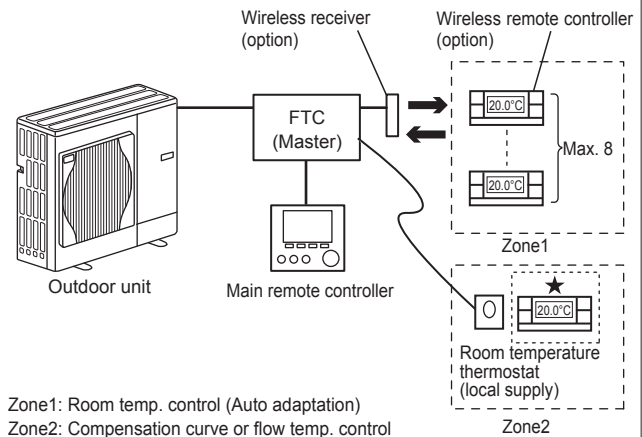 Wireless receiver
(option)
Wireless remote controller
(option)
FTC
(Master)
20.0°C
Max. 8
20.0°C
Zone1
Outdoor unit
Main remote controller
★
20.0°C
Room temperature
thermostat
(local supply)
Zone2
Zone1: Room temp. control (Auto adaptation)
Zone2: Compensation curve or flow temp. control